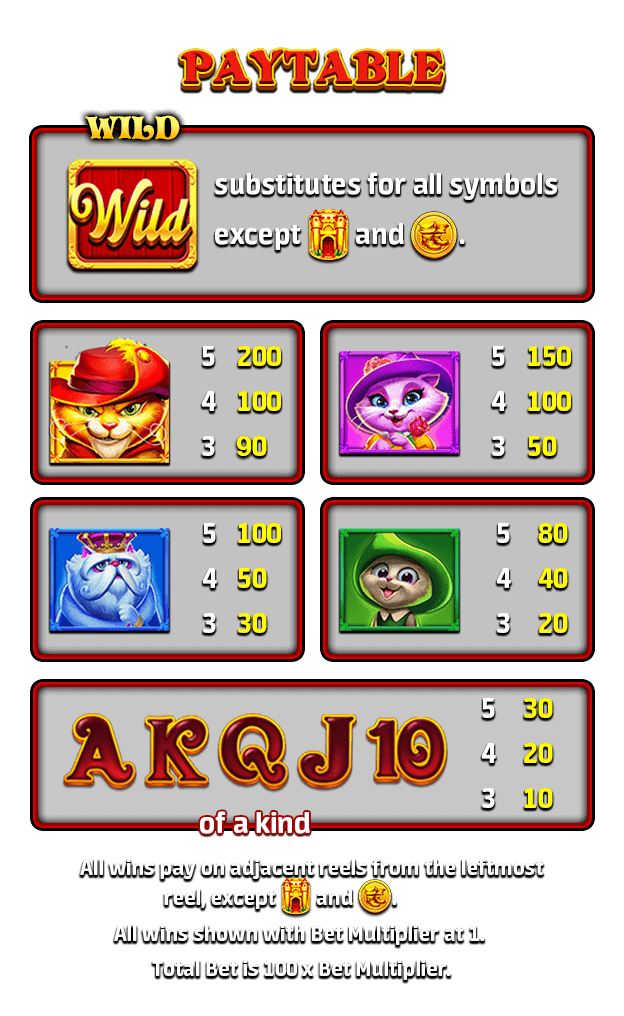 PAYTABLE
WILD
Wild
substitutes for all symbols
except and .
5 200
4 100
3 90
5 150
4 100
3 50
5 100
4 50
3 30
5 80
4 40
3 20
A K Q J 10
of a kind
5 30
4 20
3 10
All wins pay on adjacent reels from the leftmost
reel, except and .
All wins shown with Bet Multiplier at 1.
Total Bet is 100 x Bet Multiplier.